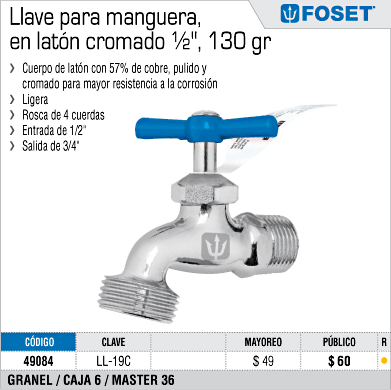 Llave para manguera,
en latón cromado ½", 130 gr
FOSET®
❯ Cuerpo de latón con 57% de cobre, pulido y
cromado para mayor resistencia a la corrosión
❯ Ligera
❯ Rosca de 4 cuerdas
❯ Entrada de 1/2"
❯ Salida de 3/4"
CÓDIGO CLAVE MAYOREO PÚBLICO R
49084 LL-19C $ 49 $ 60
GRANEL / CAJA 6 / MASTER 36